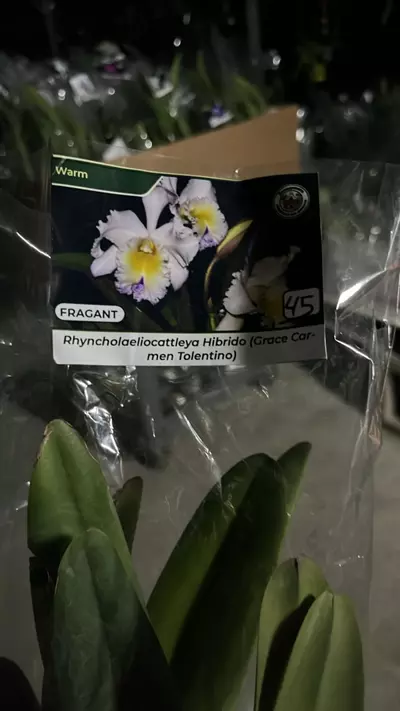 Warm
FRAGANT
45
Rhyncholaeliocattleya Hibrido (Grace Car-
men Tolentino)